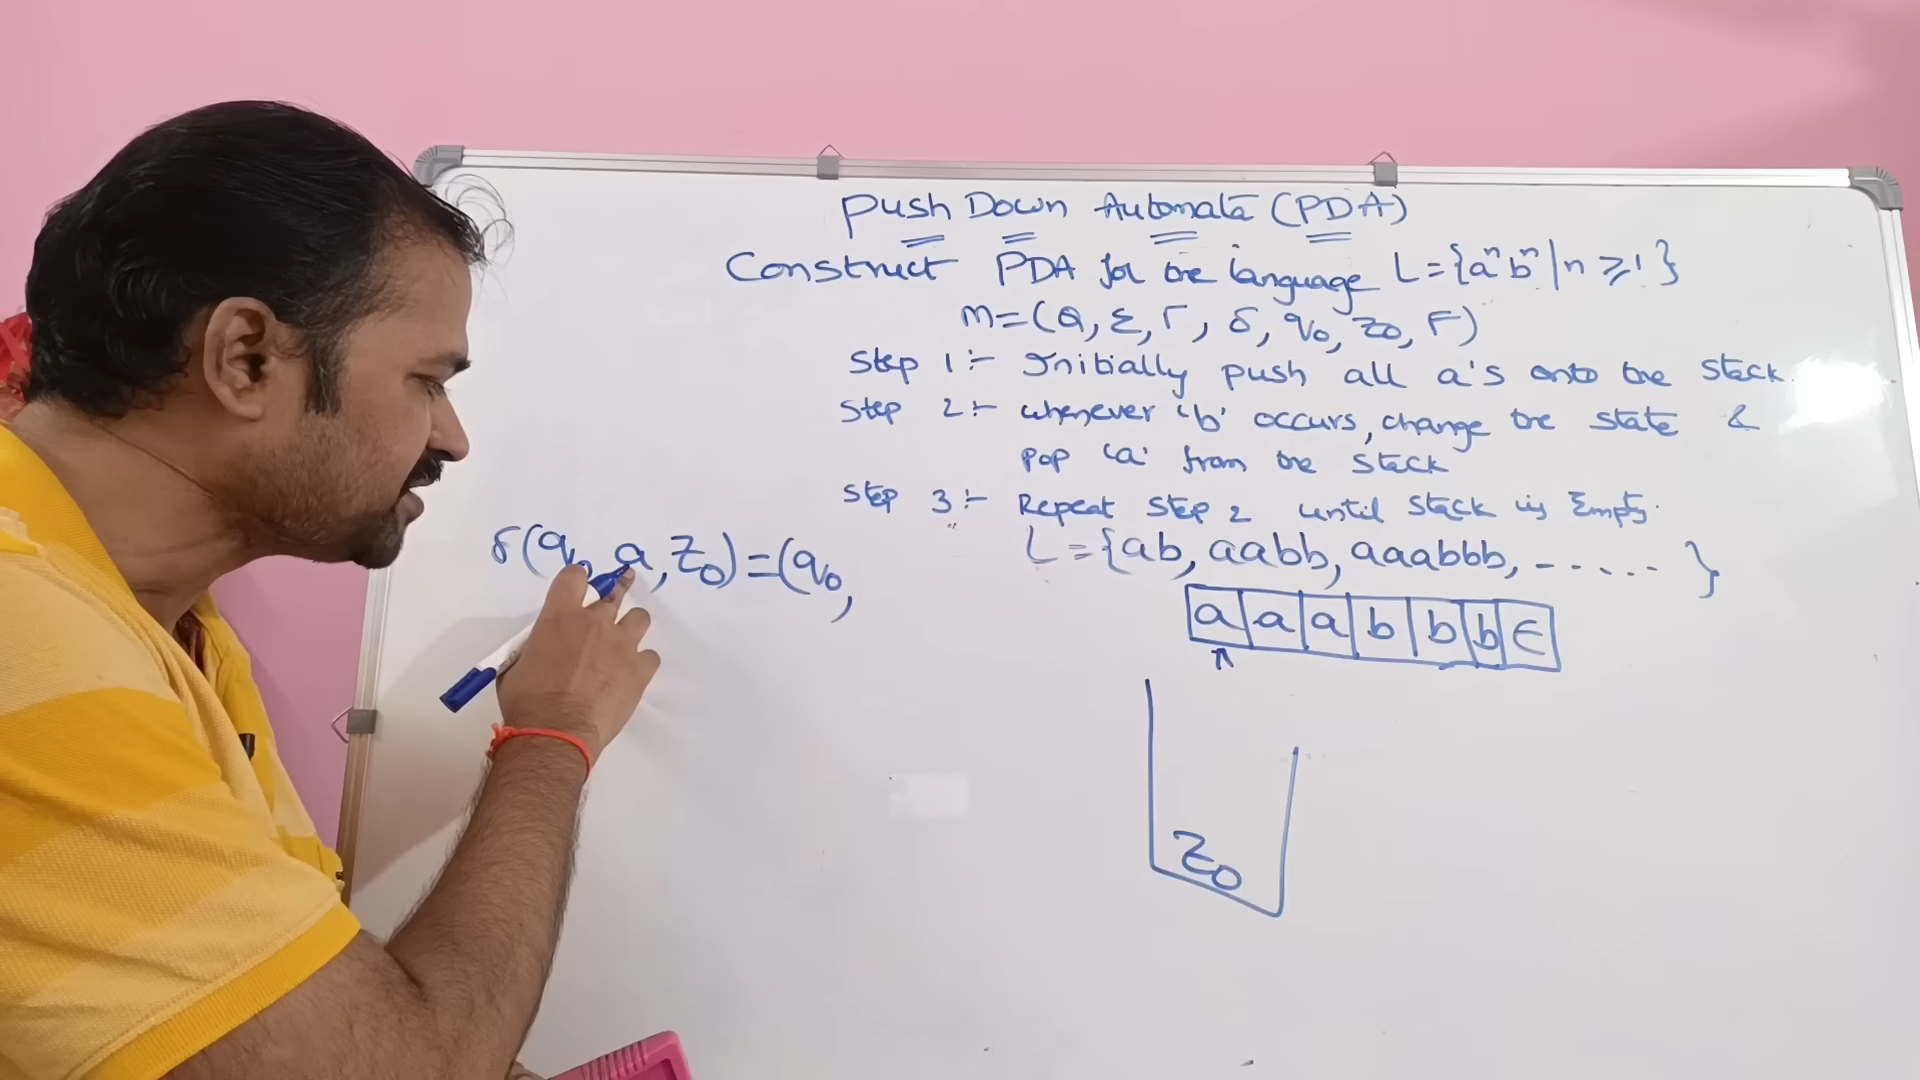 Push Down Automata (PDA)
Construct PDA for the language L={aⁿbⁿ|n⩾1}
M=(Q, Σ, Γ, δ, q₀, z₀, F)
Step 1:- Initially push all a's onto the stack.
Step 2:- whenever 'b' occurs, change the state &
pop 'a' from the stack
Step 3:- Repeat Step 2 until stack is Empty.
L={ab, aabb, aaabbb, ------ }
δ(q₀, a, Z₀)=(q₀,
a a a b b b ∈
↑
Z₀